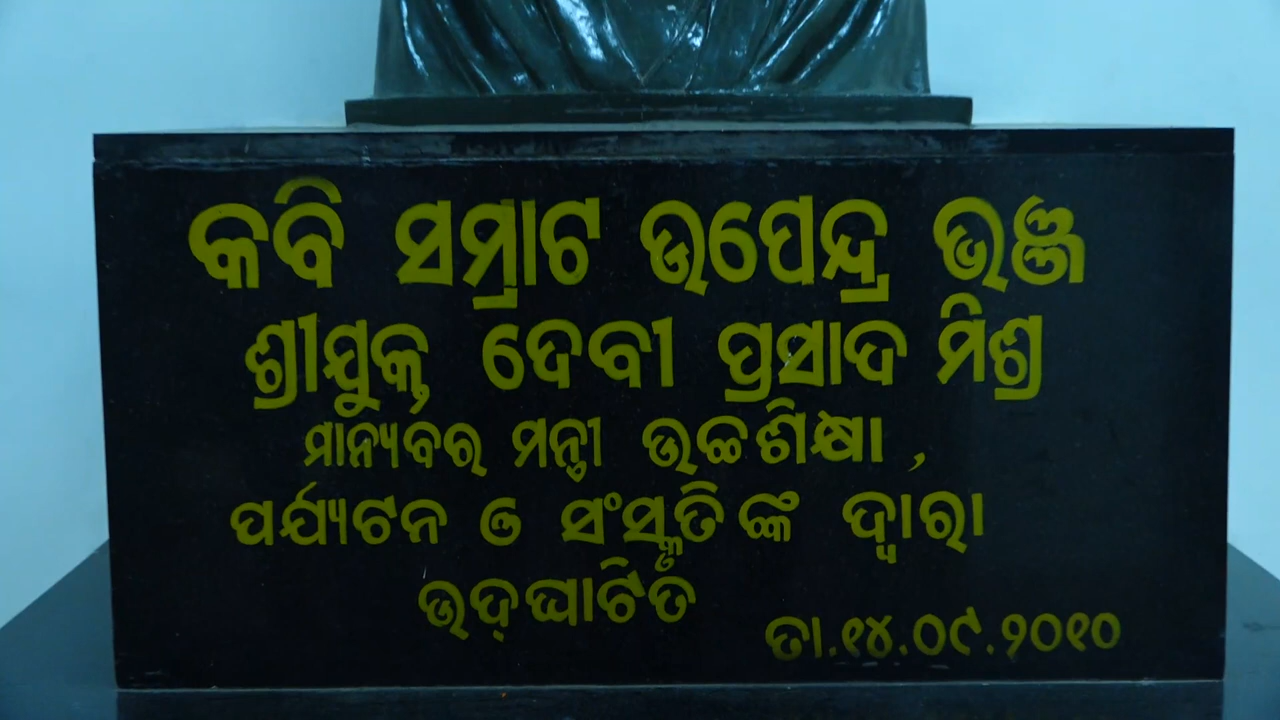 କବି ସମ୍ରାଟ ଉପେନ୍ଦ୍ର ଭଞ୍ଜ
ଶ୍ରୀଯୁକ୍ତ ଦେବୀ ପ୍ରସାଦ ମିଶ୍ର
ମାନ୍ୟବର ମନ୍ତ୍ରୀ ଉଚ୍ଚଶିକ୍ଷା ,
ପର୍ଯ୍ୟଟନ ଓ ସଂସ୍କୃତି ଙ୍କ ଦ୍ୱାରା
ଉଦ୍‌ଘାଟିତ
ତା.୧୪.୦୯.୨୦୧୦